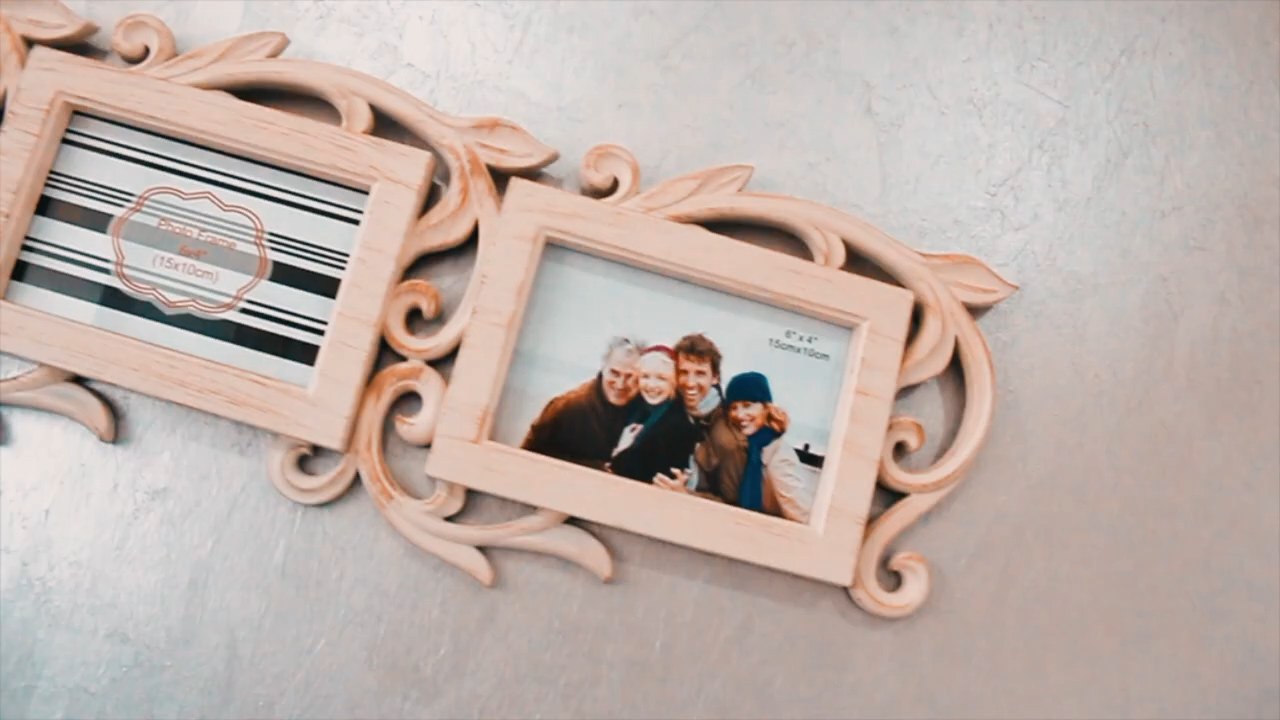 Photo Frame
6x4"
(15x10cm)
6" x 4"
15cmx10cm